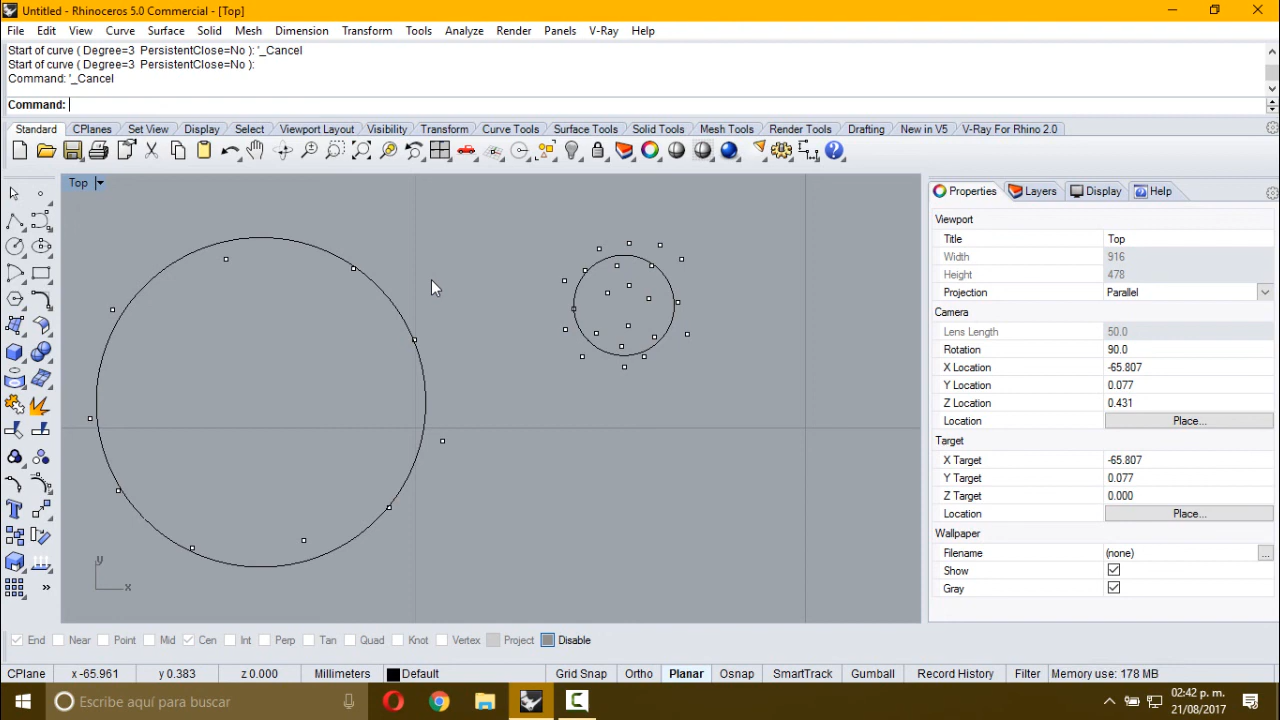 Untitled - Rhinoceros 5.0 Commercial - [Top]
File Edit View Curve Surface Solid Mesh Dimension Transform Tools Analyze Render Panels V-Ray Help
Start of curve ( Degree=3 PersistentClose=No ): '_Cancel
Start of curve ( Degree=3 PersistentClose=No ):
Command: '_Cancel
Command:
Standard CPlanes Set View Display Select Viewport Layout Visibility Transform Curve Tools Surface Tools Solid Tools Mesh Tools Render Tools Drafting New in V5 V-Ray For Rhino 2.0
Top
Properties Layers Display Help
Viewport
Title Top
Width 916
Height 478
Projection Parallel
Camera
Lens Length 50.0
Rotation 90.0
X Location -65.807
Y Location 0.077
Z Location 0.431
Location Place...
Target
X Target -65.807
Y Target 0.077
Z Target 0.000
Location Place...
Wallpaper
Filename (none) ...
Show
Gray
y
x
End Near Point Mid Cen Int Perp Tan Quad Knot Vertex Project Disable
CPlane x -65.961 y 0.383 z 0.000 Millimeters Default Grid Snap Ortho Planar Osnap SmartTrack Gumball Record History Filter Memory use: 178 MB
Escribe aquí para buscar
02:42 p. m.
21/08/2017